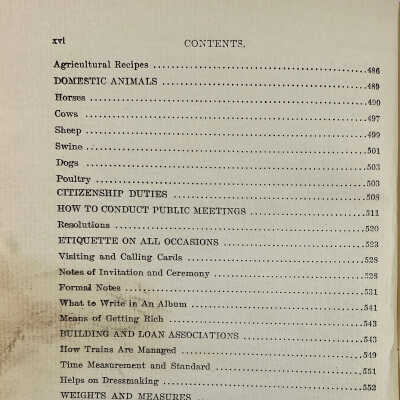 xvi CONTENTS.
Agricultural Recipes 486
DOMESTIC ANIMALS 489
Horses 490
Cows 497
Sheep 499
Swine 501
Dogs 503
Poultry 503
CITIZENSHIP DUTIES 508
HOW TO CONDUCT PUBLIC MEETINGS 511
Resolutions 520
ETIQUETTE ON ALL OCCASIONS 523
Visiting and Calling Cards 528
Notes of Invitation and Ceremony 528
Formal Notes 531
What to Write in An Album 541
Means of Getting Rich 543
BUILDING AND LOAN ASSOCIATIONS 543
How Trains Are Managed 549
Time Measurement and Standard 551
Helps on Dressmaking 552
WEIGHTS AND MEASURES